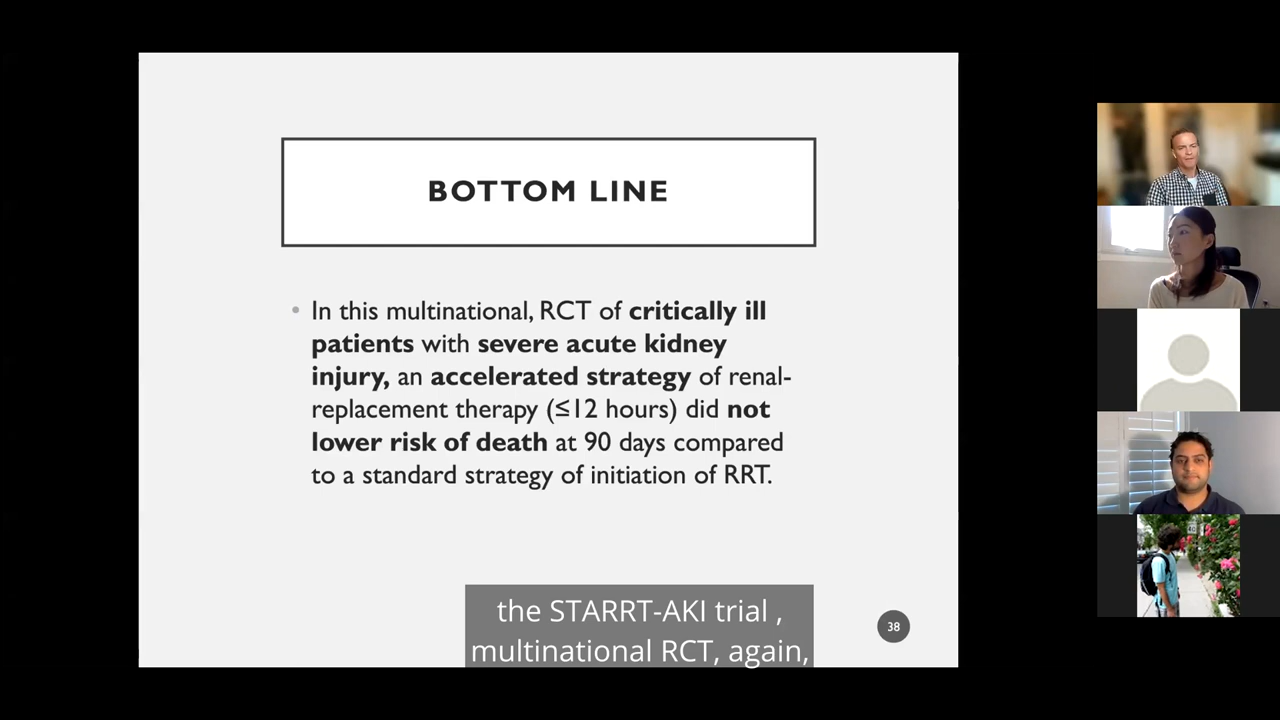 BOTTOM LINE
• In this multinational, RCT of critically ill
patients with severe acute kidney
injury, an accelerated strategy of renal-
replacement therapy (≤12 hours) did not
lower risk of death at 90 days compared
to a standard strategy of initiation of RRT.
the STARRT-AKI trial ,
multinational RCT, again,
38